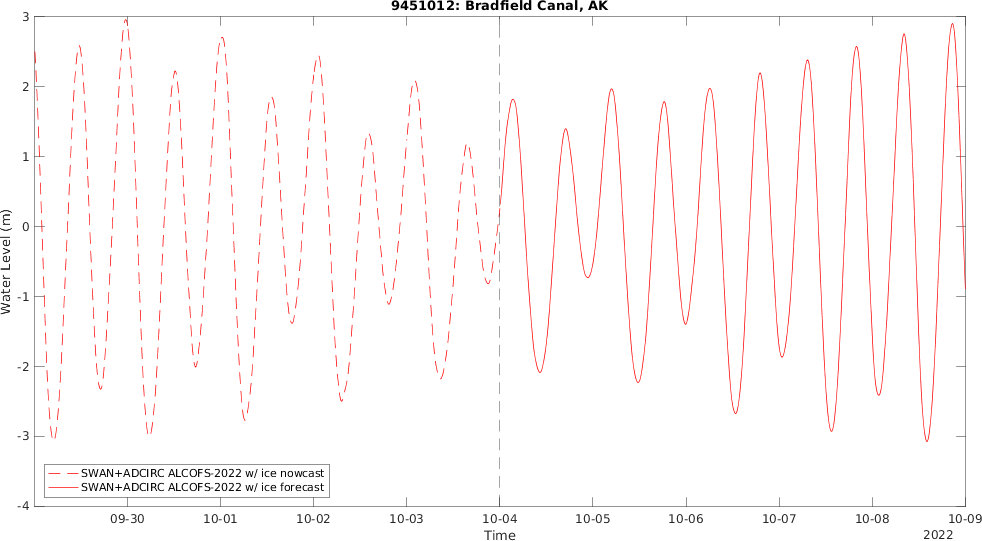 9451012: Bradfield Canal, AK
3
2
1
0
-1
-2
-3
-4
Water Level (m)
SWAN+ADCIRC ALCOFS-2022 w/ ice nowcast
SWAN+ADCIRC ALCOFS-2022 w/ ice forecast
09-30 10-01 10-02 10-03 10-04 10-05 10-06 10-07 10-08 10-09
Time
2022